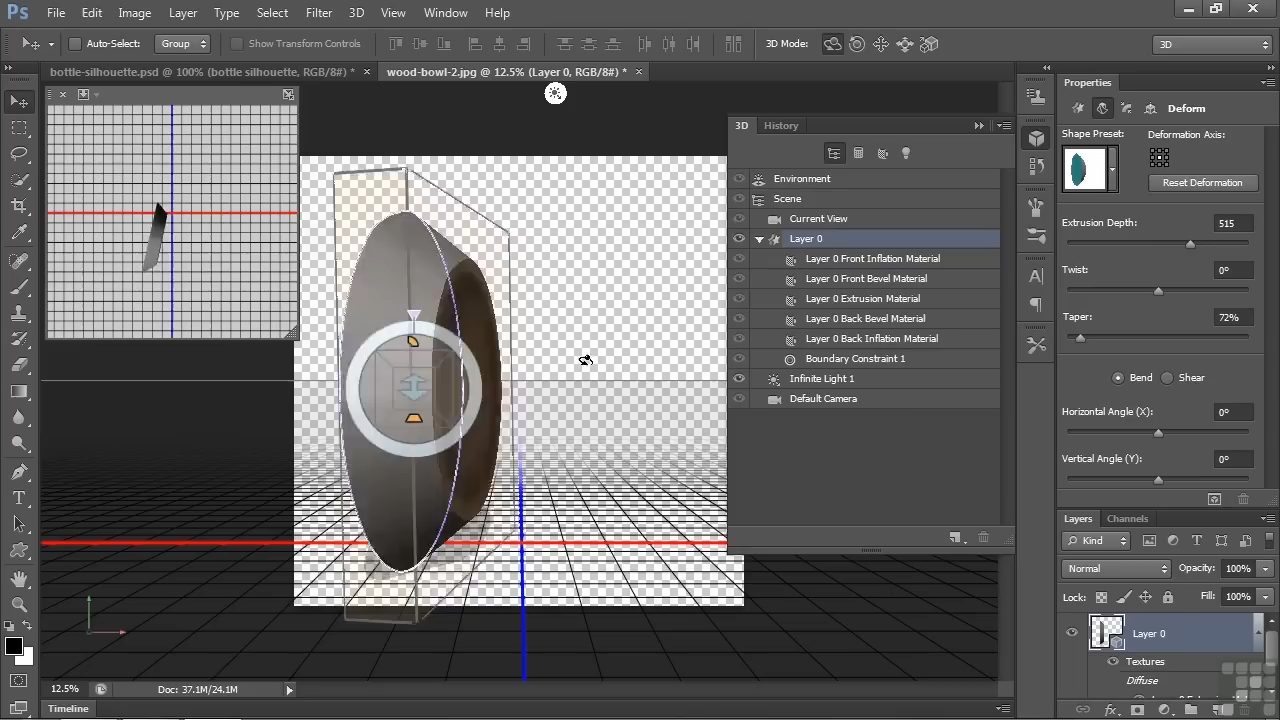 Ps File Edit Image Layer Type Select Filter 3D View Window Help
Auto-Select: Group Show Transform Controls 3D Mode: 3D
bottle-silhouette.psd @ 100% (bottle silhouette, RGB/8#) * × wood-bowl-2.jpg @ 12.5% (Layer 0, RGB/8#) * ×
Properties
Deform
3D History
Shape Preset:
Deformation Axis:
Reset Deformation
Environment
Scene
Current View
Layer 0
Layer 0 Front Inflation Material
Layer 0 Front Bevel Material
Layer 0 Extrusion Material
Layer 0 Back Bevel Material
Layer 0 Back Inflation Material
Boundary Constraint 1
Infinite Light 1
Default Camera
Extrusion Depth: 515
Twist: 0°
Taper: 72%
Bend Shear
Horizontal Angle (X): 0°
Vertical Angle (Y): 0°
Layers Channels
Kind
Normal Opacity: 100%
Lock: Fill: 100%
Layer 0
Textures
Diffuse
12.5% Doc: 37.1M/24.1M
Timeline